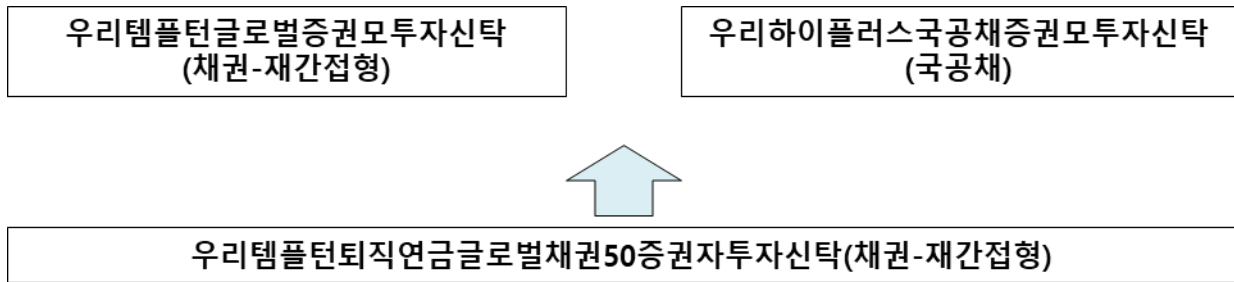 우리템플턴글로벌증권모투자신탁
(채권-재간접형)
우리하이플러스국공채증권모투자신탁
(국공채)
우리템플턴퇴직연금글로벌채권50증권자투자신탁(채권-재간접형)